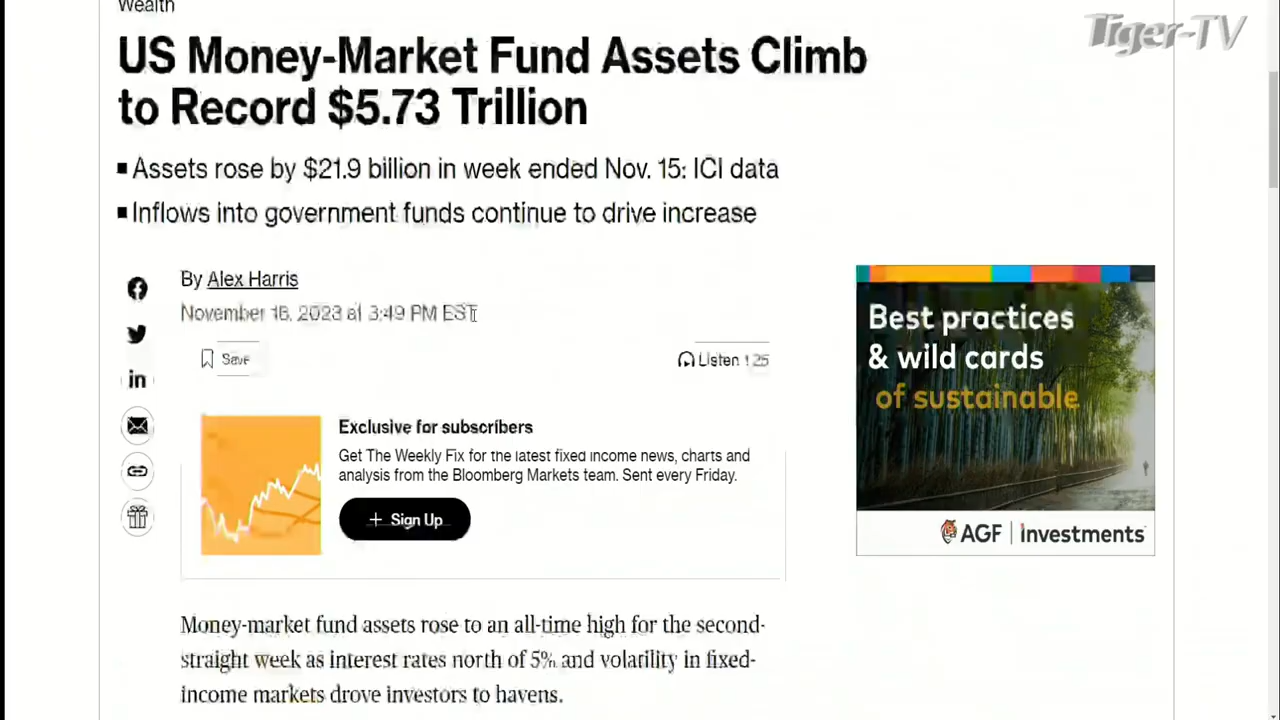 Wealth
Tiger-TV
US Money-Market Fund Assets Climb
to Record $5.73 Trillion
▪ Assets rose by $21.9 billion in week ended Nov. 15: ICI data
▪ Inflows into government funds continue to drive increase
By Alex Harris
November 16, 2023 at 3:49 PM EST
Save
Listen 1:25
Exclusive for subscribers
Get The Weekly Fix for the latest fixed income news, charts and
analysis from the Bloomberg Markets team. Sent every Friday.
+ Sign Up
Best practices
& wild cards
of sustainable
AGF | Investments
Money-market fund assets rose to an all-time high for the second-
straight week as interest rates north of 5% and volatility in fixed-
income markets drove investors to havens.